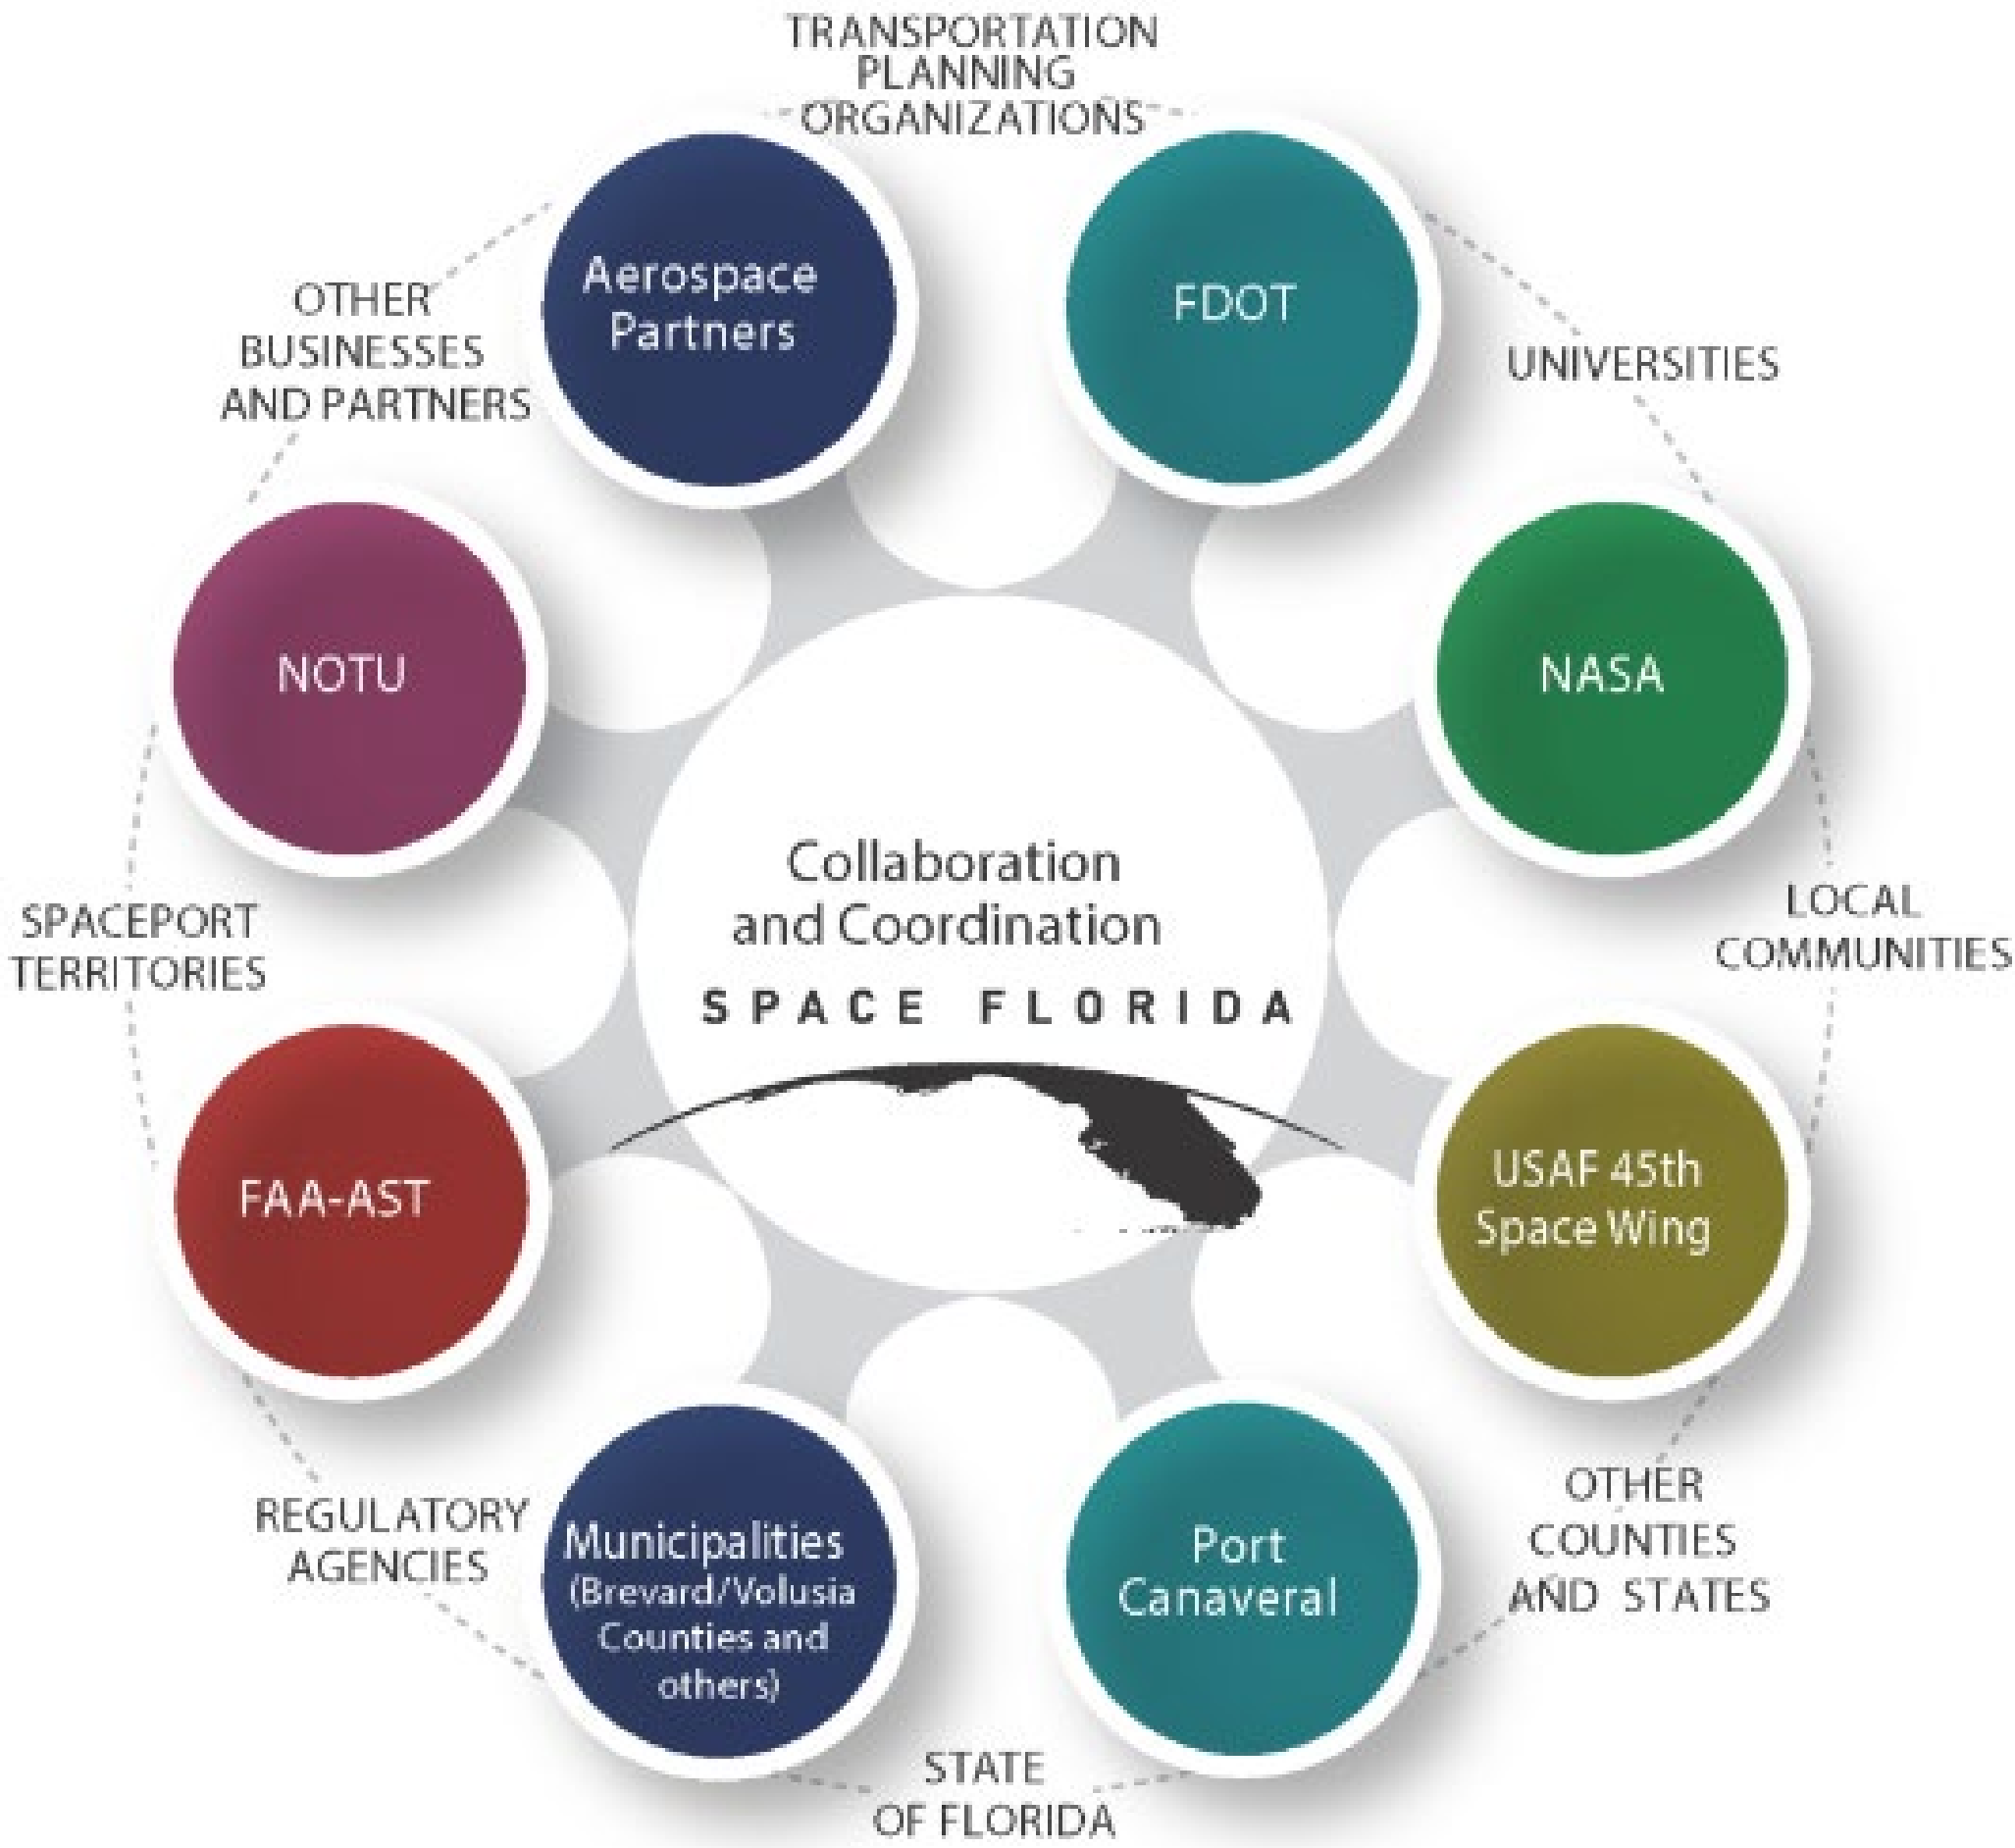 TRANSPORTATION
PLANNING
ORGANIZATIONS
Aerospace
Partners
FDOT
OTHER
BUSINESSES
AND PARTNERS
UNIVERSITIES
NOTU
NASA
Collaboration
and Coordination
SPACE FLORIDA
SPACEPORT
TERRITORIES
LOCAL
COMMUNITIES
FAA-AST
USAF 45th
Space Wing
REGULATORY
AGENCIES
Municipalities
(Brevard/Volusia
Counties and
others)
Port
Canaveral
OTHER
COUNTIES
AND STATES
STATE
OF FLORIDA